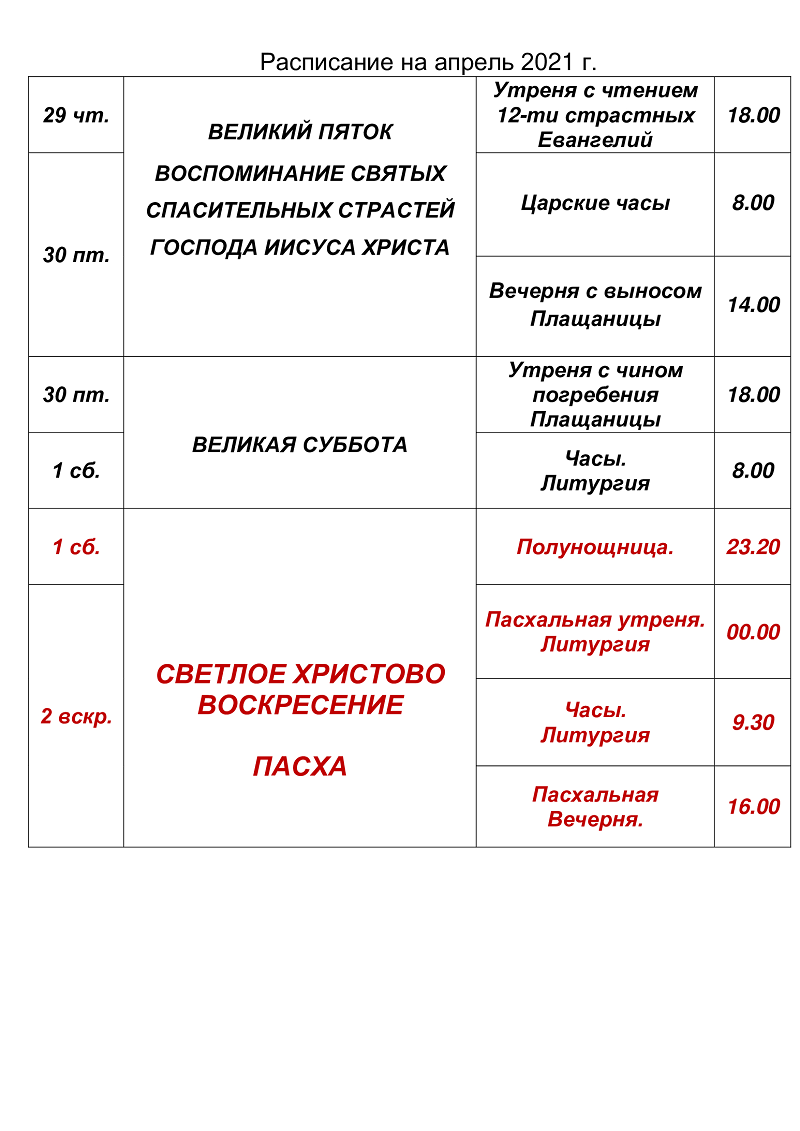 Расписание на апрель 2021 г.
29 чт.
ВЕЛИКИЙ ПЯТОК
ВОСПОМИНАНИЕ СВЯТЫХ
СПАСИТЕЛЬНЫХ СТРАСТЕЙ
ГОСПОДА ИИСУСА ХРИСТА
Утреня с чтением
12-ти страстных
Евангелий
18.00
30 пт.
Царские часы
8.00
Вечерня с выносом
Плащаницы
14.00
30 пт.
ВЕЛИКАЯ СУББОТА
Утреня с чином
погребения
Плащаницы
18.00
1 сб.
Часы.
Литургия
8.00
1 сб.
СВЕТЛОЕ ХРИСТОВО
ВОСКРЕСЕНИЕ
ПАСХА
Полунощница.
23.20
2 вскр.
Пасхальная утреня.
Литургия
00.00
Часы.
Литургия
9.30
Пасхальная
Вечерня.
16.00